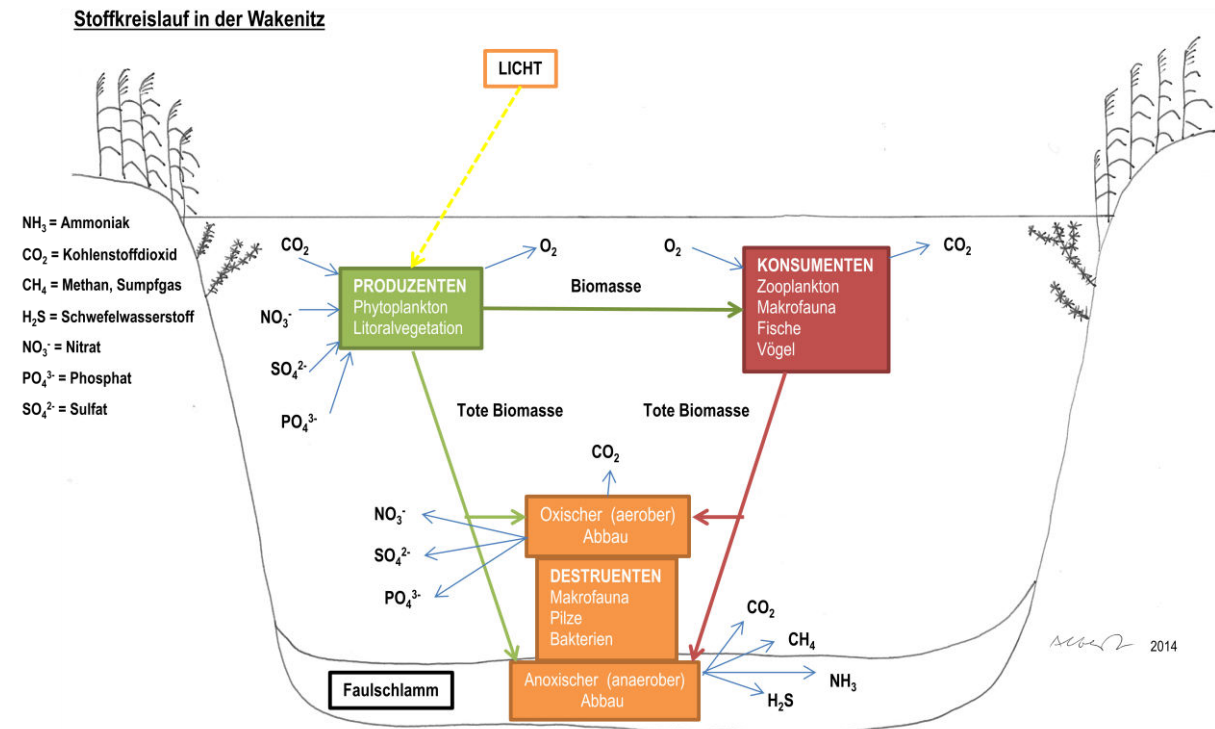 Stoffkreislauf in der Wakenitz
LICHT
NH₃ = Ammoniak
CO₂ = Kohlenstoffdioxid
CH₄ = Methan, Sumpfgas
H₂S = Schwefelwasserstoff
NO₃⁻ = Nitrat
PO₄³⁻ = Phosphat
SO₄²⁻ = Sulfat
CO₂
O₂
O₂
CO₂
PRODUZENTEN
Phytoplankton
Litoralvegetation
Biomasse
KONSUMENTEN
Zooplankton
Makrofauna
Fische
Vögel
NO₃⁻
SO₄²⁻
PO₄³⁻
Tote Biomasse
Tote Biomasse
CO₂
NO₃⁻
SO₄²⁻
PO₄³⁻
Oxischer (aerober)
Abbau
DESTRUENTEN
Makrofauna
Pilze
Bakterien
Anoxischer (anaerober)
Abbau
CO₂
CH₄
NH₃
H₂S
Faulschlamm
2014